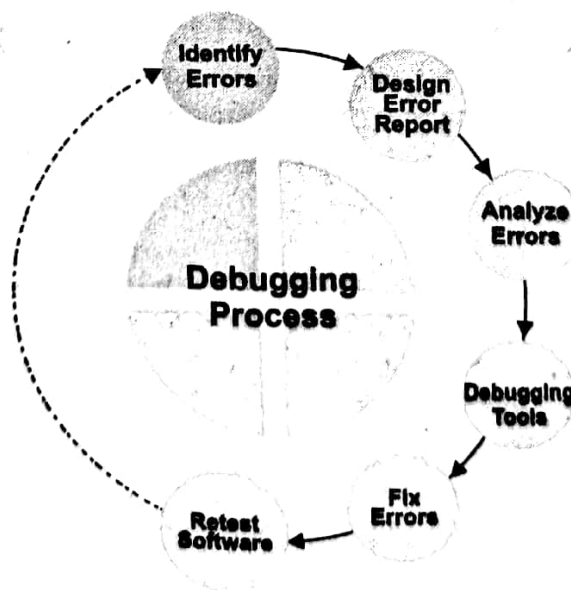 Identify
Errors
Design
Error
Report
Analyze
Errors
Debugging
Process
Debugging
Tools
Fix
Errors
Retest
Software